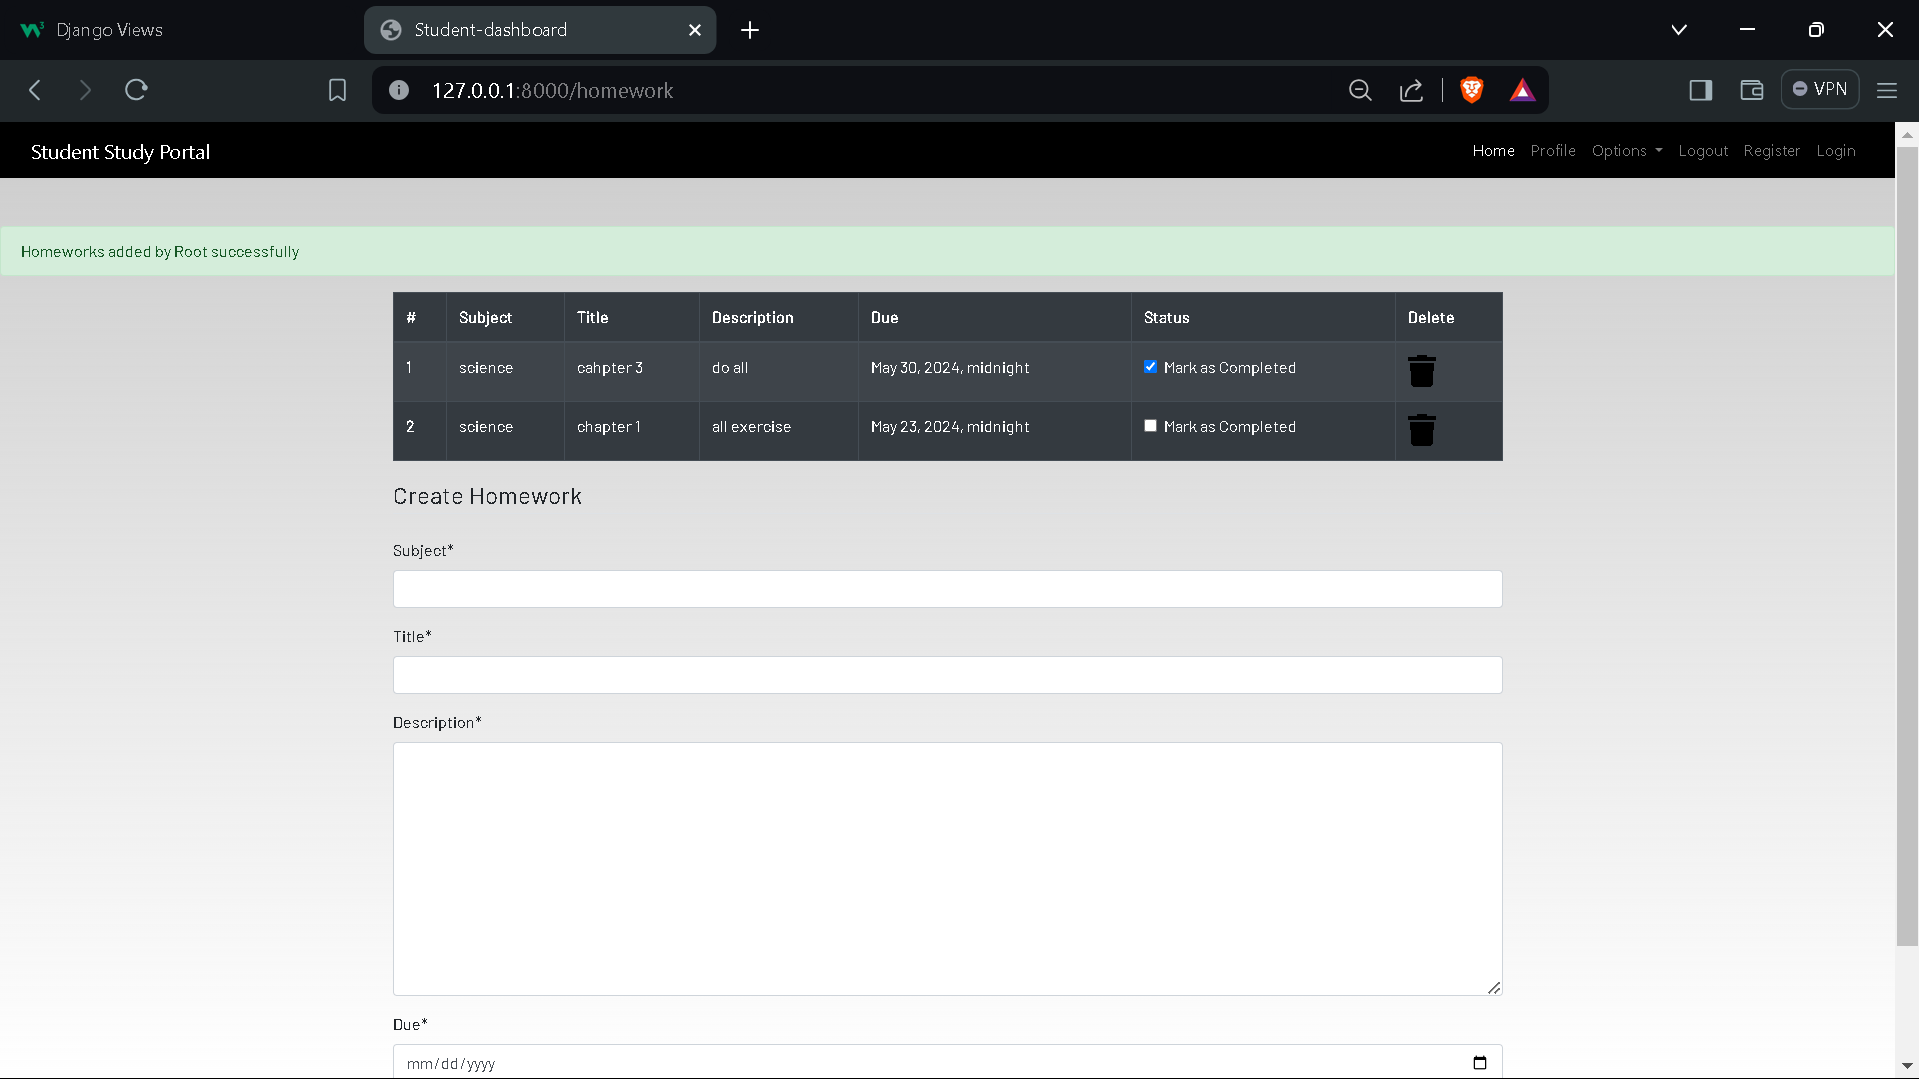 Django Views
Student-dashboard
127.0.0.1:8000/homework
VPN
Student Study Portal
Home Profile Options Logout Register Login
Homeworks added by Root successfully
# Subject Title Description Due Status Delete
1 science cahpter 3 do all May 30, 2024, midnight Mark as Completed
2 science chapter 1 all exercise May 23, 2024, midnight Mark as Completed
Create Homework
Subject*
Title*
Description*
Due*
mm/dd/yyyy